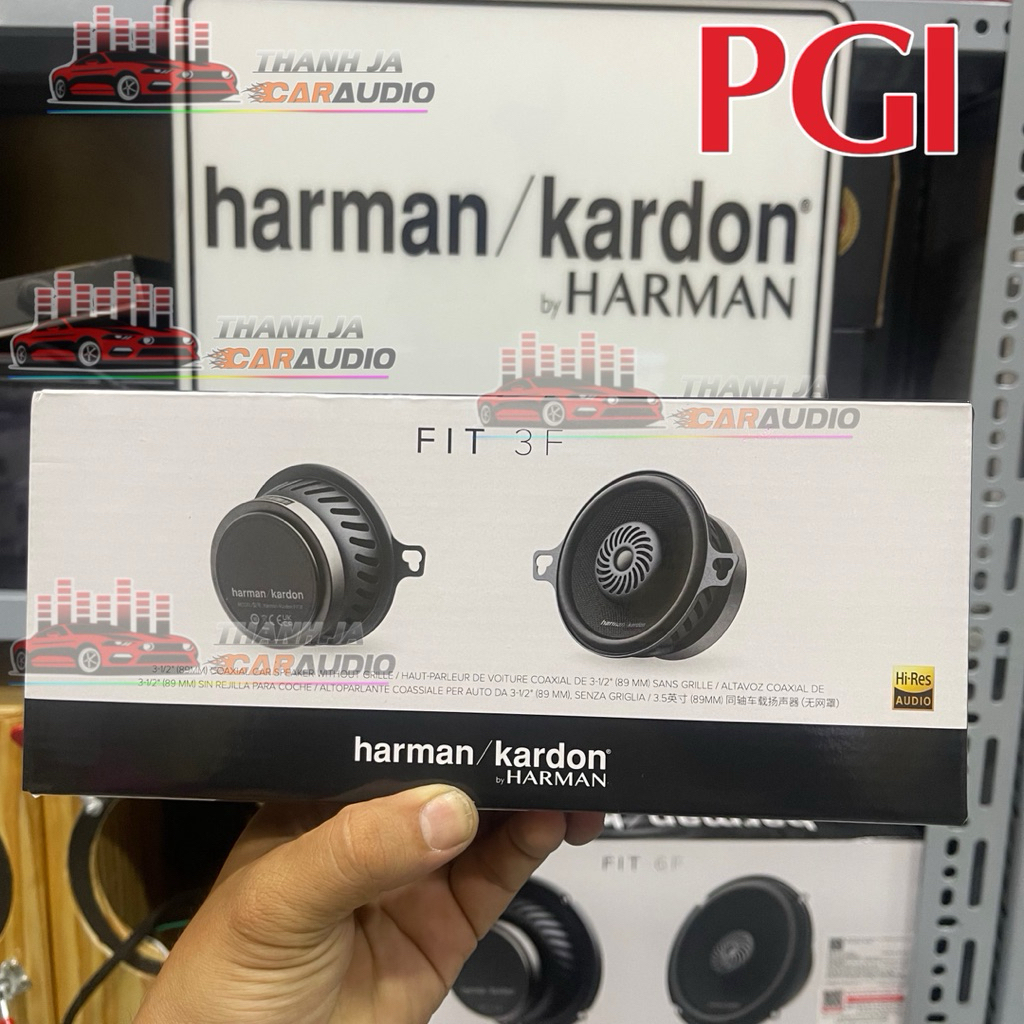 THANH JA
CARAUDIO
PGI
harman/kardon®
by HARMAN
THANH JA
CARAUDIO
THANH JA
CARAUDIO
FIT 3F
harman/kardon
harman/kardon
THANH JA
CARAUDIO
3-1/2" (89MM) COAXIAL CAR SPEAKER WITHOUT GRILLE / HAUT-PARLEUR DE VOITURE COAXIAL DE 3-1/2" (89 MM) SANS GRILLE / ALTAVOZ COAXIAL DE
3-1/2" (89 MM) SIN REJILLA PARA COCHE / ALTOPARLANTE COASSIALE PER AUTO DA 3-1/2" (89 MM), SENZA GRIGLIA / 3.5英寸 (89MM) 同轴车载扬声器 (无网罩)
Hi-Res
AUDIO
harman/kardon®
by HARMAN
FIT 6F
harman/kardon